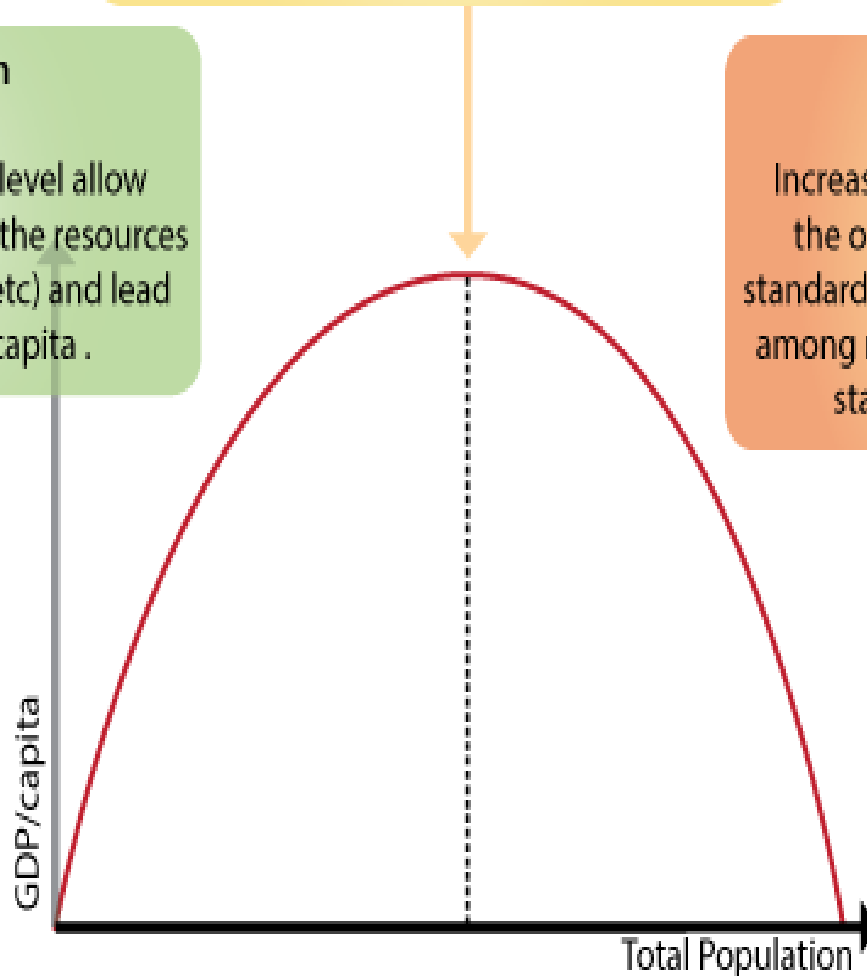 n
level allow
the resources
etc) and lead
capita .
Increas
the o
standard
among
sta
GDP/capita
Total Population